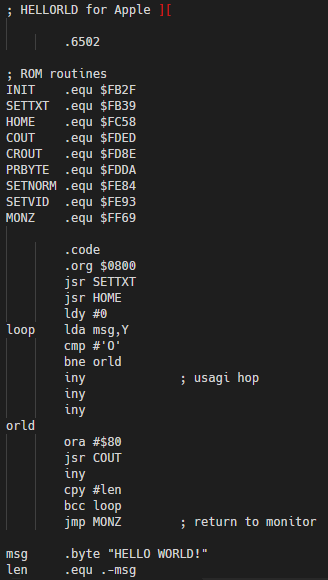 ; HELLORLD for Apple ][
.6502
; ROM routines
INIT .equ $FB2F
SETTXT .equ $FB39
HOME .equ $FC58
COUT .equ $FDED
CROUT .equ $FD8E
PRBYTE .equ $FDDA
SETNORM .equ $FE84
SETVID .equ $FE93
MONZ .equ $FF69
.code
.org $0800
jsr SETTXT
jsr HOME
ldy #0
loop lda msg,Y
cmp #'O'
bne orld
iny ; usagi hop
iny
iny
orld
ora #$80
jsr COUT
iny
cpy #len
bcc loop
jmp MONZ ; return to monitor
msg .byte "HELLO WORLD!"
len .equ .-msg